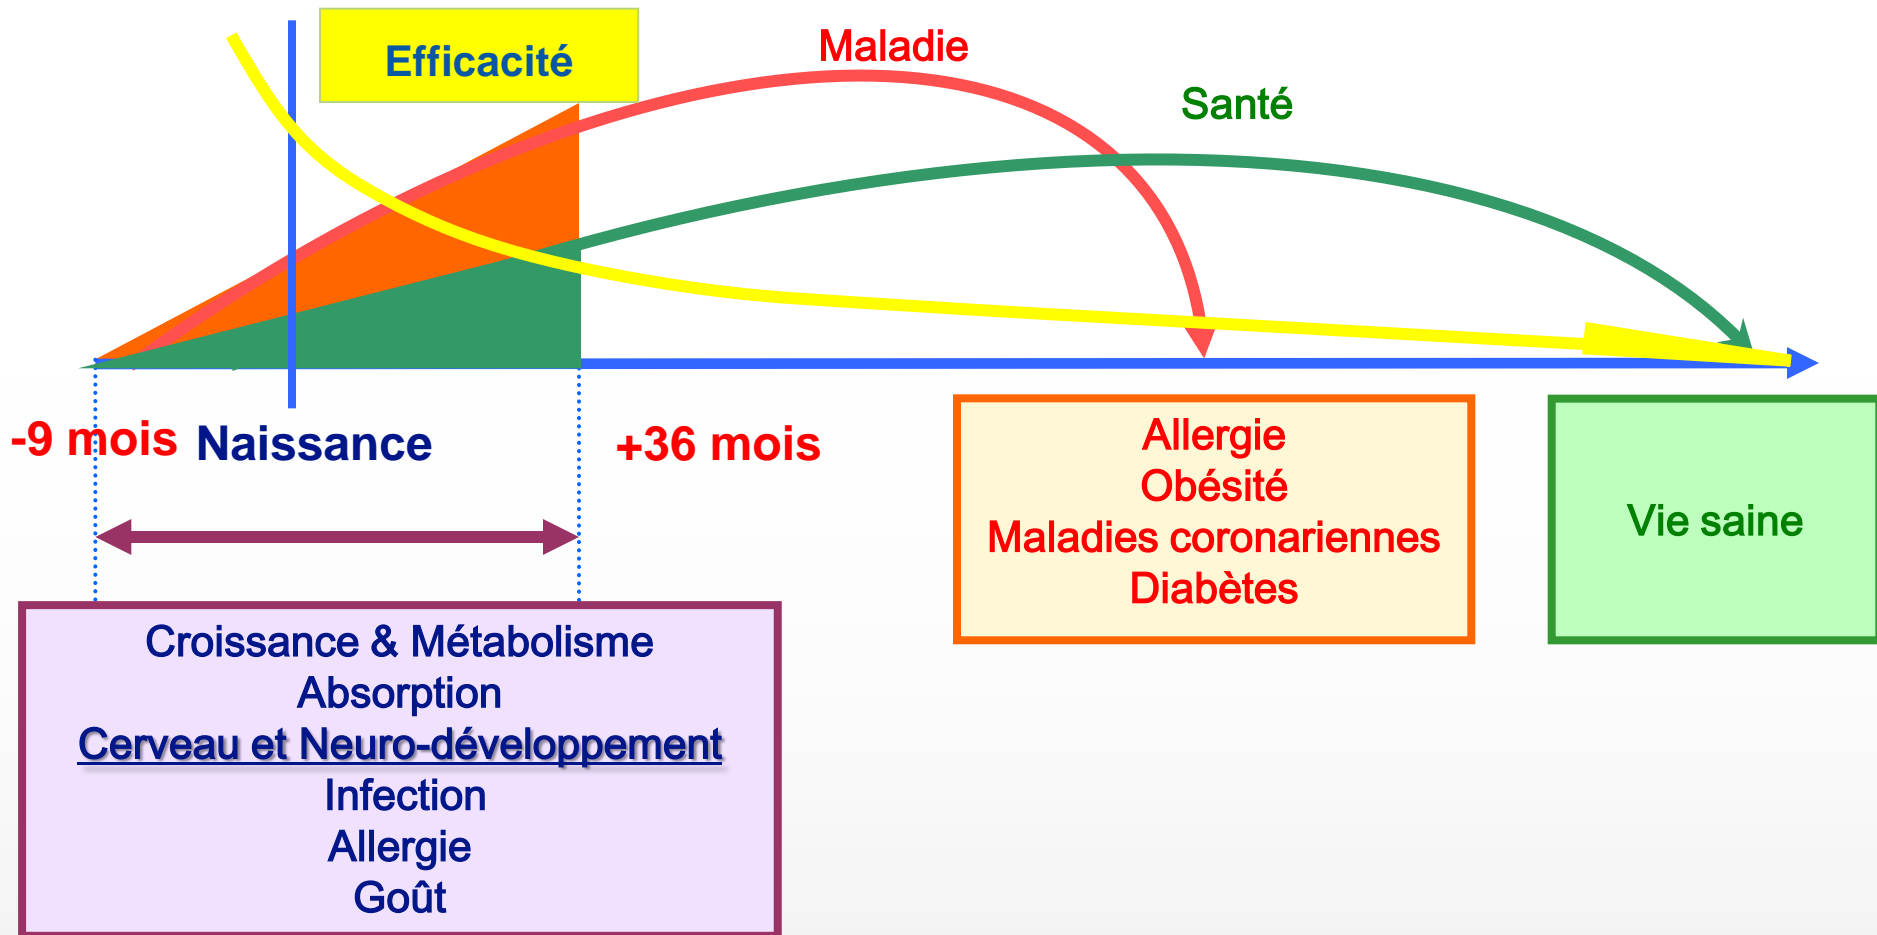 Efficacité
Maladie
Santé
-9 mois
Naissance
+36 mois
Allergie
Obésité
Maladies coronariennes
Diabètes
Vie saine
Croissance & Métabolisme
Absorption
Cerveau et Neuro-développement
Infection
Allergie
Goût